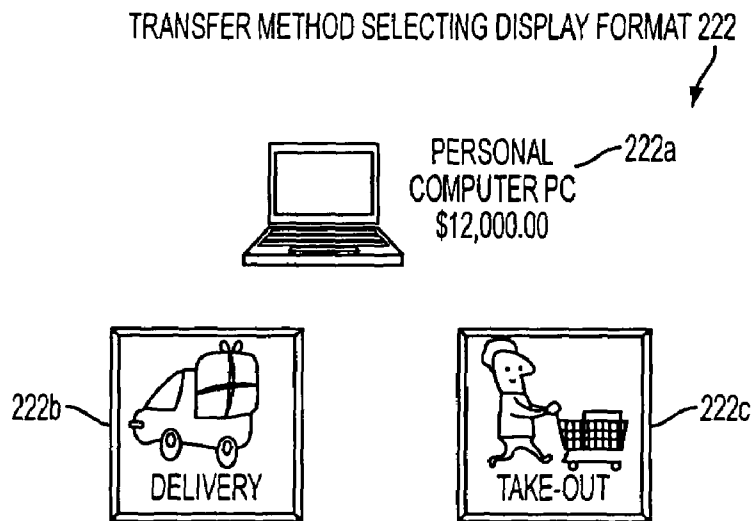 TRANSFER METHOD SELECTING DISPLAY FORMAT 222
PERSONAL
COMPUTER PC
$12,000.00
222a
222b
DELIVERY
TAKE-OUT
222c